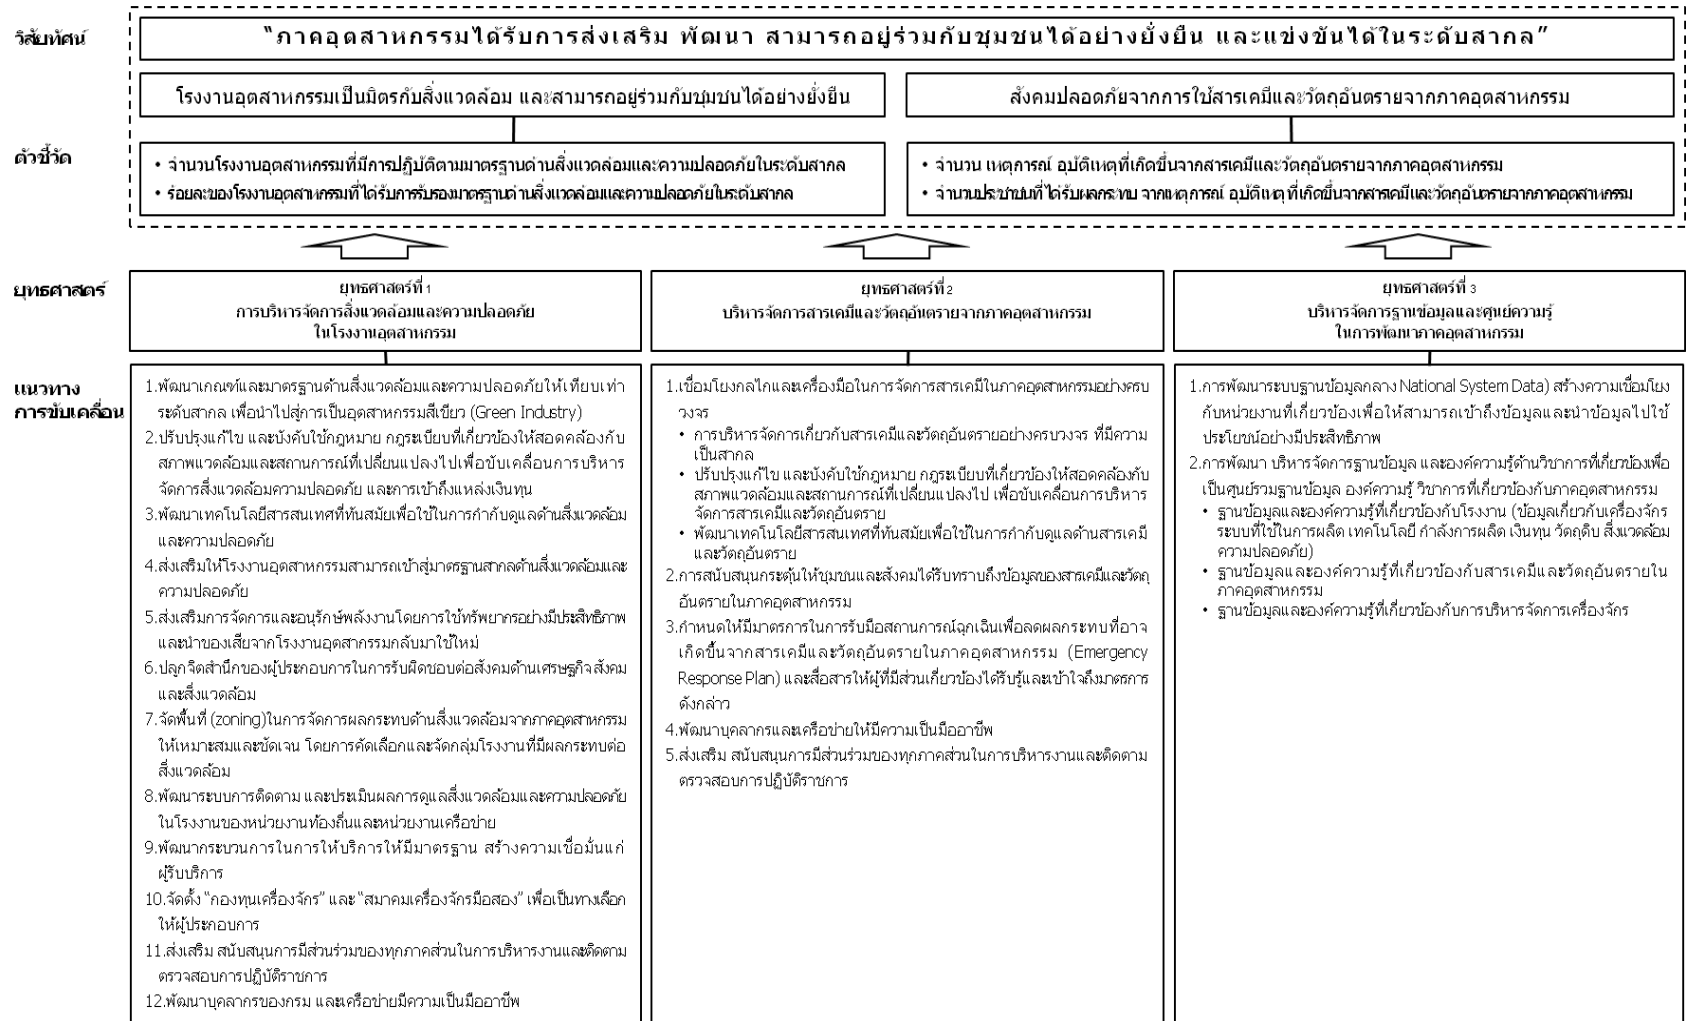 วิสัยทัศน์
“ภาคอุตสาหกรรมได้รับการส่งเสริม พัฒนา สามารถอยู่ร่วมกับชุมชนได้อย่างยั่งยืน และแข่งขันได้ในระดับสากล”
โรงงานอุตสาหกรรมเป็นมิตรกับสิ่งแวดล้อม และสามารถอยู่ร่วมกับชุมชนได้อย่างยั่งยืน
สังคมปลอดภัยจากการใช้สารเคมีและวัตถุอันตรายจากภาคอุตสาหกรรม
ตัวชี้วัด
• จำนวนโรงงานอุตสาหกรรมที่มีการปฏิบัติตามมาตรฐานด้านสิ่งแวดล้อมและความปลอดภัยในระดับสากล
• ร้อยละของโรงงานอุตสาหกรรมที่ได้รับการรับรองมาตรฐานด้านสิ่งแวดล้อมและความปลอดภัยในระดับสากล
• จำนวน เหตุการณ์ อุบัติเหตุที่เกิดขึ้นจากสารเคมีและวัตถุอันตรายจากภาคอุตสาหกรรม
• จำนวนประชาชนที่ได้รับผลกระทบ จากเหตุการณ์ อุบัติเหตุที่เกิดขึ้นจากสารเคมีและวัตถุอันตรายจากภาคอุตสาหกรรม
ยุทธศาสตร์
ยุทธศาสตร์ที่ 1
การบริหารจัดการสิ่งแวดล้อมและความปลอดภัย
ในโรงงานอุตสาหกรรม
ยุทธศาสตร์ที่ 2
บริหารจัดการสารเคมีและวัตถุอันตรายจากภาคอุตสาหกรรม
ยุทธศาสตร์ที่ 3
บริหารจัดการฐานข้อมูลและศูนย์ความรู้
ในการพัฒนาภาคอุตสาหกรรม
แนวทาง
การขับเคลื่อน
1.พัฒนาเกณฑ์และมาตรฐานด้านสิ่งแวดล้อมและความปลอดภัยให้เทียบเท่า
ระดับสากล เพื่อนำไปสู่การเป็นอุตสาหกรรมสีเขียว (Green Industry)
2.ปรับปรุงแก้ไข และบังคับใช้กฎหมาย กฎระเบียบที่เกี่ยวข้องให้สอดคล้องกับ
สภาพแวดล้อมและสถานการณ์ที่เปลี่ยนแปลงไปเพื่อขับเคลื่อนการบริหาร
จัดการสิ่งแวดล้อมความปลอดภัย และการเข้าถึงแหล่งเงินทุน
3.พัฒนาเทคโนโลยีสารสนเทศที่ทันสมัยเพื่อใช้ในการกำกับดูแลด้านสิ่งแวดล้อม
และความปลอดภัย
4.ส่งเสริมให้โรงงานอุตสาหกรรมสามารถเข้าสู่มาตรฐานสากลด้านสิ่งแวดล้อมและ
ความปลอดภัย
5.ส่งเสริมการจัดการและอนุรักษ์พลังงานโดยการใช้ทรัพยากรอย่างมีประสิทธิภาพ
และนำของเสียจากโรงงานอุตสากรรมกลับมาใช้ใหม่
6.ปลูกจิตสำนึกของผู้ประกอบการในการรับผิดชอบต่อสังคมด้านเศรษฐกิจ สังคม
และสิ่งแวดล้อม
7.จัดพื้นที่ (zoning)ในการจัดการผลกระทบด้านสิ่งแวดล้อมจากภาคอุตสาหกรรม
ให้เหมาะสมและชัดเจน โดยการคัดเลือกและจัดกลุ่มโรงงานที่มีผลกระทบต่อ
สิ่งแวดล้อม
8.พัฒนาระบบการติดตาม และประเมินผลการดูแลสิ่งแวดล้อมและความปลอดภัย
ในโรงงานของหน่วยงานท้องถิ่นและหน่วยงานเครือข่าย
9.พัฒนากระบวนการในการให้บริการให้มีมาตรฐาน สร้างความเชื่อมั่นแก่
ผู้รับบริการ
10.จัดตั้ง “กองทุนเครื่องจักร” และ “สมาคมเครื่องจักรมือสอง” เพื่อเป็นทางเลือก
ให้ผู้ประกอบการ
11.ส่งเสริม สนับสนุนการมีส่วนร่วมของทุกภาคส่วนในการบริหารงานและติดตาม
ตรวจสอบการปฏิบัติราชการ
12.พัฒนาบุคลากรของกรม และเครือข่ายมีความเป็นมืออาชีพ
1.เชื่อมโยงกลไกและเครื่องมือในการจัดการสารเคมีในภาคอุตสาหกรรมอย่างครบ
วงจร
• การบริหารจัดการเกี่ยวกับสารเคมีและวัตถุอันตรายอย่างครบวงจร ที่มีความ
เป็นสากล
• ปรับปรุงแก้ไข และบังคับใช้กฎหมาย กฎระเบียบที่เกี่ยวข้องให้สอดคล้องกับ
สภาพแวดล้อมและสถานการณ์ที่เปลี่ยนแปลงไป เพื่อขับเคลื่อนการบริหาร
จัดการสารเคมีและวัตถุอันตราย
• พัฒนาเทคโนโลยีสารสนเทศที่ทันสมัยเพื่อใช้ในการกำกับดูแลด้านสารเคมี
และวัตถุอันตราย
2.การสนับสนุนกระตุ้นให้ชุมชนและสังคมได้รับทราบถึงข้อมูลของสารเคมีและวัตถุ
อันตรายในภาคอุตสาหกรรม
3.กำหนดให้มีมาตรการในการรับมือสถานการณ์ฉุกเฉินเพื่อลดผลกระทบที่อาจ
เกิดขึ้นจากสารเคมีและวัตถุอันตรายในภาคอุตสาหกรรม (Emergency
Response Plan) และสื่อสารให้ผู้ที่มีส่วนเกี่ยวข้องได้รับรู้และเข้าใจถึงมาตรการ
ดังกล่าว
4.พัฒนาบุคลากรและเครือข่ายให้มีความเป็นมืออาชีพ
5.ส่งเสริม สนับสนุนการมีส่วนร่วมของทุกภาคส่วนในการบริหารงานและติดตาม
ตรวจสอบการปฏิบัติราชการ
1.การพัฒนาระบบฐานข้อมูลกลาง National System Data) สร้างความเชื่อมโยง
กับหน่วยงานที่เกี่ยวข้องเพื่อให้สามารถเข้าถึงข้อมูลและนำข้อมูลไปใช้
ประโยชน์อย่างมีประสิทธิภาพ
2.การพัฒนา บริหารจัดการฐานข้อมูล และองค์ความรู้ด้านวิชาการที่เกี่ยวข้องเพื่อ
เป็นศูนย์รวมฐานข้อมูล องค์ความรู้ วิชาการที่เกี่ยวข้องกับภาคอุตสาหกรรม
• ฐานข้อมูลและองค์ความรู้ที่เกี่ยวข้องกับโรงงาน (ข้อมูลเกี่ยวกับเครื่องจักร
ระบบที่ใช้ในการผลิต เทคโนโลยี กำลังการผลิต เงินทุน วัตถุดิบ สิ่งแวดล้อม
ความปลอดภัย)
• ฐานข้อมูลและองค์ความรู้ที่เกี่ยวข้องกับสารเคมีและวัตถุอันตรายใน
ภาคอุตสาหกรรม
• ฐานข้อมูลและองค์ความรู้ที่เกี่ยวข้องกับการบริหารจัดการเครื่องจักร